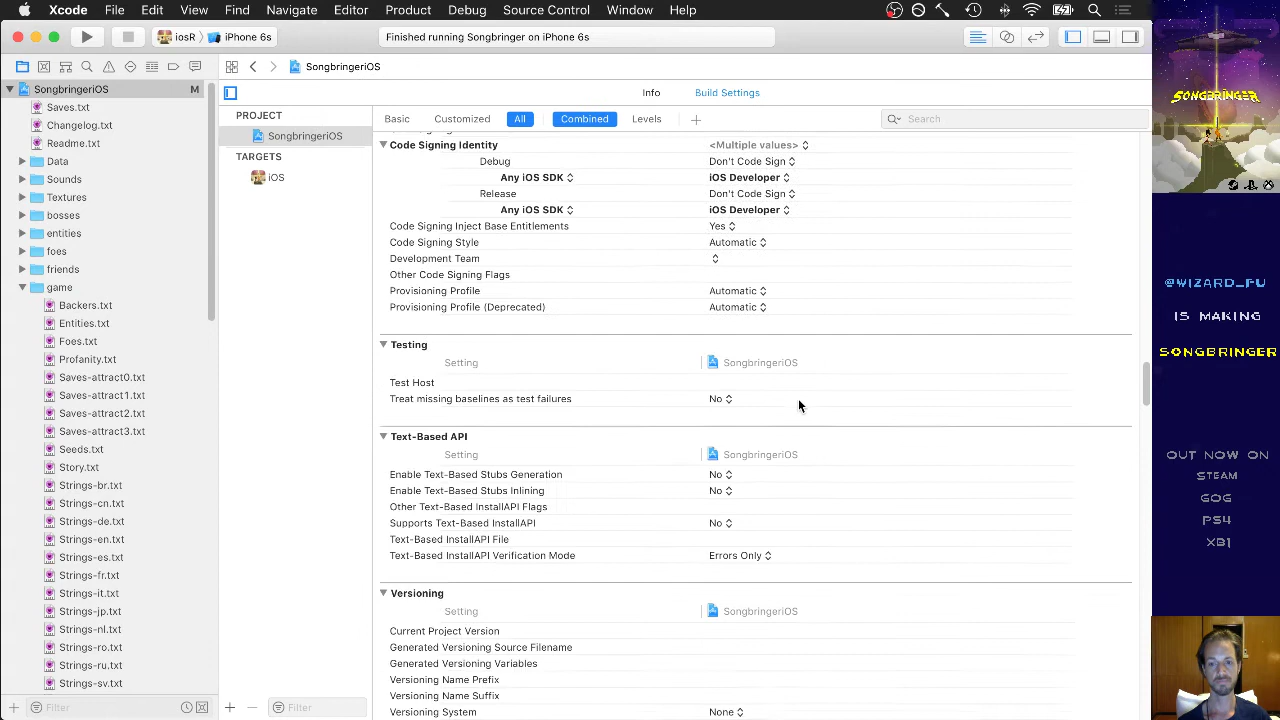 Xcode File Edit View Find Navigate Editor Product Debug Source Control Window Help
iosR iPhone 6s Finished running Songbringer on iPhone 6s
SongbringeriOS
SongbringeriOS M
Saves.txt
Changelog.txt
Readme.txt
Data
Sounds
Textures
bosses
entities
foes
friends
game
Backers.txt
Entities.txt
Foes.txt
Profanity.txt
Saves-attract0.txt
Saves-attract1.txt
Saves-attract2.txt
Saves-attract3.txt
Seeds.txt
Story.txt
Strings-br.txt
Strings-cn.txt
Strings-de.txt
Strings-en.txt
Strings-es.txt
Strings-fr.txt
Strings-it.txt
Strings-jp.txt
Strings-nl.txt
Strings-ro.txt
Strings-ru.txt
Strings-sv.txt
Filter
PROJECT
SongbringeriOS
TARGETS
iOS
Filter
Info Build Settings
Basic Customized All Combined Levels Search
Code Signing Identity <Multiple values>
Debug Don't Code Sign
Any iOS SDK iOS Developer
Release Don't Code Sign
Any iOS SDK iOS Developer
Code Signing Inject Base Entitlements Yes
Code Signing Style Automatic
Development Team
Other Code Signing Flags
Provisioning Profile Automatic
Provisioning Profile (Deprecated) Automatic
Testing
Setting SongbringeriOS
Test Host
Treat missing baselines as test failures No
Text-Based API
Setting SongbringeriOS
Enable Text-Based Stubs Generation No
Enable Text-Based Stubs Inlining No
Other Text-Based InstallAPI Flags
Supports Text-Based InstallAPI No
Text-Based InstallAPI File
Text-Based InstallAPI Verification Mode Errors Only
Versioning
Setting SongbringeriOS
Current Project Version
Generated Versioning Source Filename
Generated Versioning Variables
Versioning Name Prefix
Versioning Name Suffix
Versioning System None
SONGBRINGER
@WIZARD_FU
IS MAKING
SONGBRINGER
OUT NOW ON
STEAM
GOG
PS4
XB1